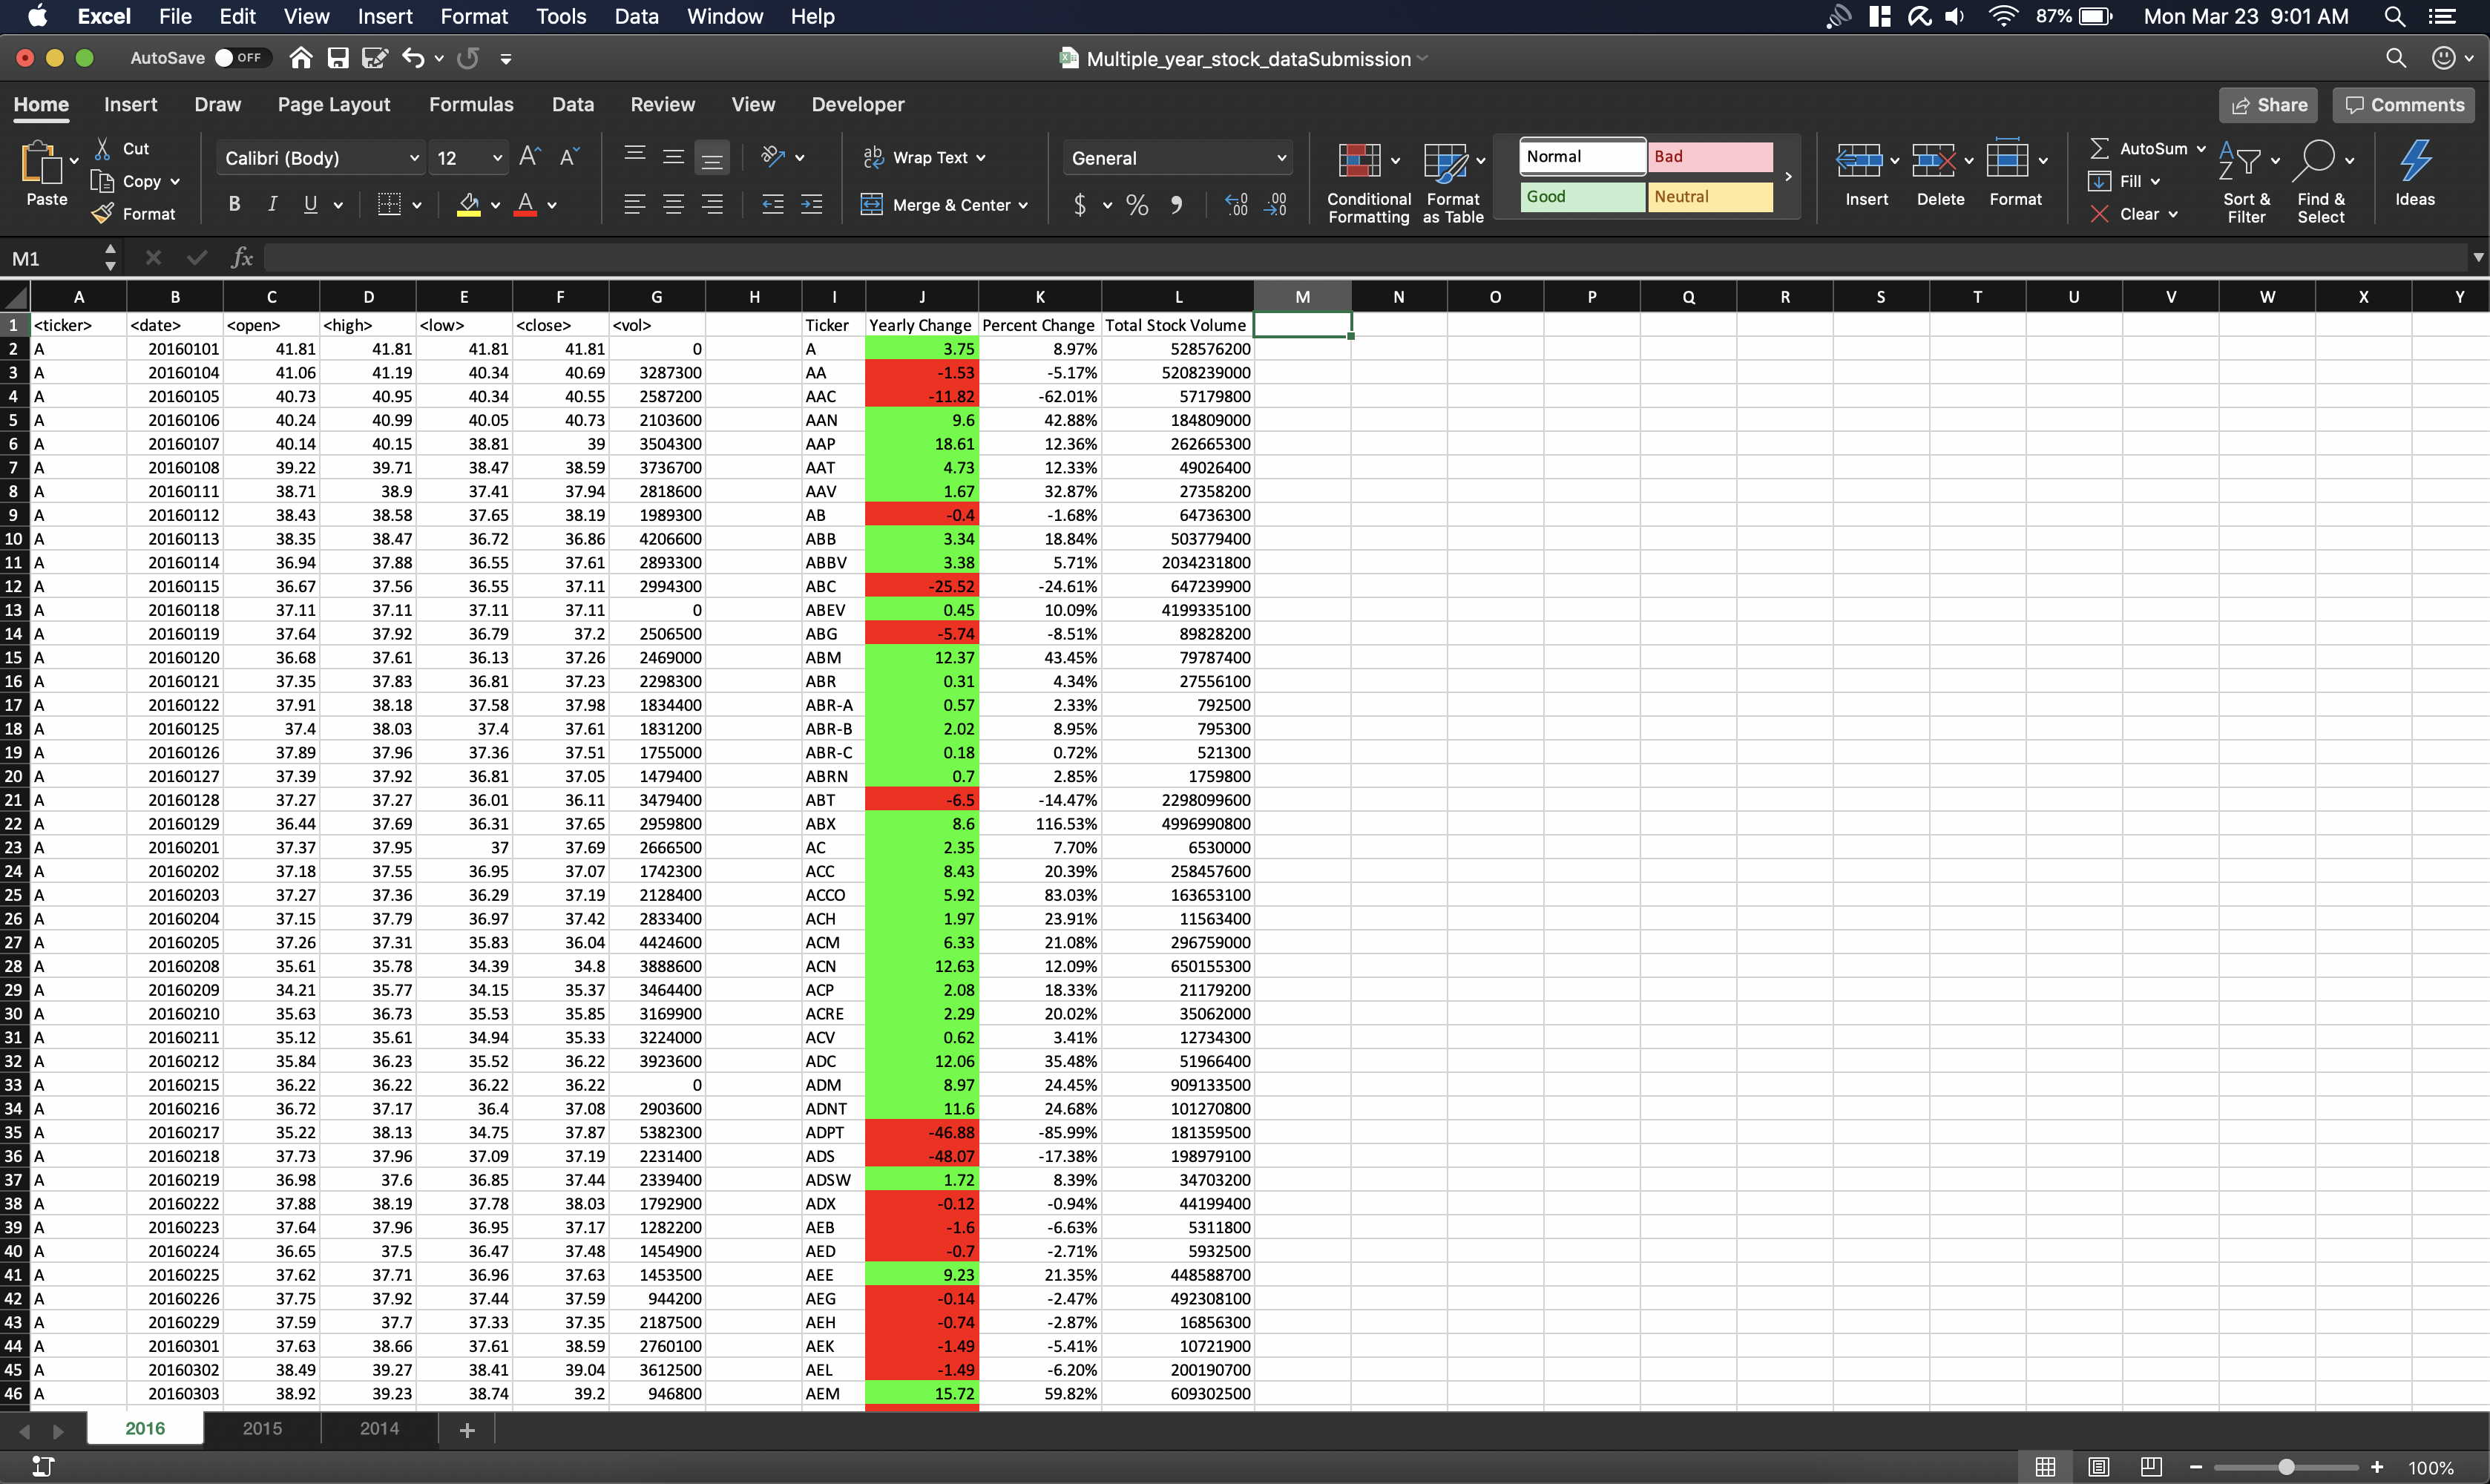 Excel File Edit View Insert Format Tools Data Window Help 87% Mon Mar 23 9:01 AM
AutoSave OFF Multiple_year_stock_dataSubmission
Home Insert Draw Page Layout Formulas Data Review View Developer Share Comments
Paste Cut Copy Format Calibri (Body) 12 B I U A Wrap Text Merge & Center General $ % Conditional Formatting Format as Table Normal Bad Good Neutral Insert Delete Format AutoSum Fill Clear Sort & Filter Find & Select Ideas
M1 fx
A B C D E F G H I J K L M N O P Q R S T U V W X Y
1 <ticker> <date> <open> <high> <low> <close> <vol> Ticker Yearly Change Percent Change Total Stock Volume
2 A 20160101 41.81 41.81 41.81 41.81 0 A 3.75 8.97% 528576200
3 A 20160104 41.06 41.19 40.34 40.69 3287300 AA -1.53 -5.17% 5208239000
4 A 20160105 40.73 40.95 40.34 40.55 2587200 AAC -11.82 -62.01% 57179800
5 A 20160106 40.24 40.99 40.05 40.73 2103600 AAN 9.6 42.88% 184809000
6 A 20160107 40.14 40.15 38.81 39 3504300 AAP 18.61 12.36% 262665300
7 A 20160108 39.22 39.71 38.47 38.59 3736700 AAT 4.73 12.33% 49026400
8 A 20160111 38.71 38.9 37.41 37.94 2818600 AAV 1.67 32.87% 27358200
9 A 20160112 38.43 38.58 37.65 38.19 1989300 AB -0.4 -1.68% 64736300
10 A 20160113 38.35 38.47 36.72 36.86 4206600 ABB 3.34 18.84% 503779400
11 A 20160114 36.94 37.88 36.55 37.61 2893300 ABBV 3.38 5.71% 2034231800
12 A 20160115 36.67 37.56 36.55 37.11 2994300 ABC -25.52 -24.61% 647239900
13 A 20160118 37.11 37.11 37.11 37.11 0 ABEV 0.45 10.09% 4199335100
14 A 20160119 37.64 37.92 36.79 37.2 2506500 ABG -5.74 -8.51% 89828200
15 A 20160120 36.68 37.61 36.13 37.26 2469000 ABM 12.37 43.45% 79787400
16 A 20160121 37.35 37.83 36.81 37.23 2298300 ABR 0.31 4.34% 27556100
17 A 20160122 37.91 38.18 37.58 37.98 1834400 ABR-A 0.57 2.33% 792500
18 A 20160125 37.4 38.03 37.4 37.61 1831200 ABR-B 2.02 8.95% 795300
19 A 20160126 37.89 37.96 37.36 37.51 1755000 ABR-C 0.18 0.72% 521300
20 A 20160127 37.39 37.92 36.81 37.05 1479400 ABRN 0.7 2.85% 1759800
21 A 20160128 37.27 37.27 36.01 36.11 3479400 ABT -6.5 -14.47% 2298099600
22 A 20160129 36.44 37.69 36.31 37.65 2959800 ABX 8.6 116.53% 4996990800
23 A 20160201 37.37 37.95 37 37.69 2666500 AC 2.35 7.70% 6530000
24 A 20160202 37.18 37.55 36.95 37.07 1742300 ACC 8.43 20.39% 258457600
25 A 20160203 37.27 37.36 36.29 37.19 2128400 ACCO 5.92 83.03% 163653100
26 A 20160204 37.15 37.79 36.97 37.42 2833400 ACH 1.97 23.91% 11563400
27 A 20160205 37.26 37.31 35.83 36.04 4424600 ACM 6.33 21.08% 296759000
28 A 20160208 35.61 35.78 34.39 34.8 3888600 ACN 12.63 12.09% 650155300
29 A 20160209 34.21 35.77 34.15 35.37 3464400 ACP 2.08 18.33% 21179200
30 A 20160210 35.63 36.73 35.53 35.85 3169900 ACRE 2.29 20.02% 35062000
31 A 20160211 35.12 35.61 34.94 35.33 3224000 ACV 0.62 3.41% 12734300
32 A 20160212 35.84 36.23 35.52 36.22 3923600 ADC 12.06 35.48% 51966400
33 A 20160215 36.22 36.22 36.22 36.22 0 ADM 8.97 24.45% 909133500
34 A 20160216 36.72 37.17 36.4 37.08 2903600 ADNT 11.6 24.68% 101270800
35 A 20160217 35.22 38.13 34.75 37.87 5382300 ADPT -46.88 -85.99% 181359500
36 A 20160218 37.73 37.96 37.09 37.19 2231400 ADS -48.07 -17.38% 198979100
37 A 20160219 36.98 37.6 36.85 37.44 2339400 ADSW 1.72 8.39% 34703200
38 A 20160222 37.88 38.19 37.78 38.03 1792900 ADX -0.12 -0.94% 44199400
39 A 20160223 37.64 37.96 36.95 37.17 1282200 AEB -1.6 -6.63% 5311800
40 A 20160224 36.65 37.5 36.47 37.48 1454900 AED -0.7 -2.71% 5932500
41 A 20160225 37.62 37.71 36.96 37.63 1453500 AEE 9.23 21.35% 448588700
42 A 20160226 37.75 37.92 37.44 37.59 944200 AEG -0.14 -2.47% 492308100
43 A 20160229 37.59 37.7 37.33 37.35 2187500 AEH -0.74 -2.87% 16856300
44 A 20160301 37.63 38.66 37.61 38.59 2760100 AEK -1.49 -5.41% 10721900
45 A 20160302 38.49 39.27 38.41 39.04 3612500 AEL -1.49 -6.20% 200190700
46 A 20160303 38.92 39.23 38.74 39.2 946800 AEM 15.72 59.82% 609302500
2016 2015 2014 +
100%